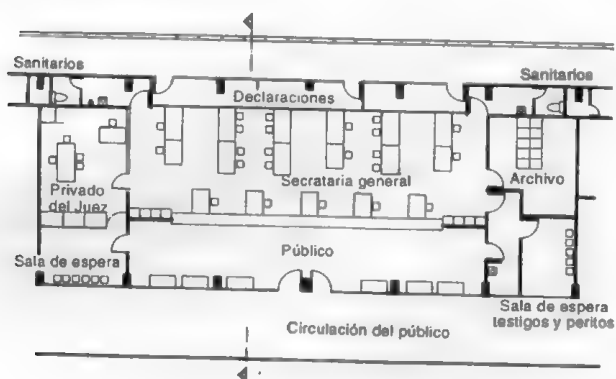 Sanitarios
Sanitarios
Declaraciones
Secretaria general
Archivo
Privado
del Juez
Público
Sala de espera
Sala de espera
testigos y peritos
Circulación del público